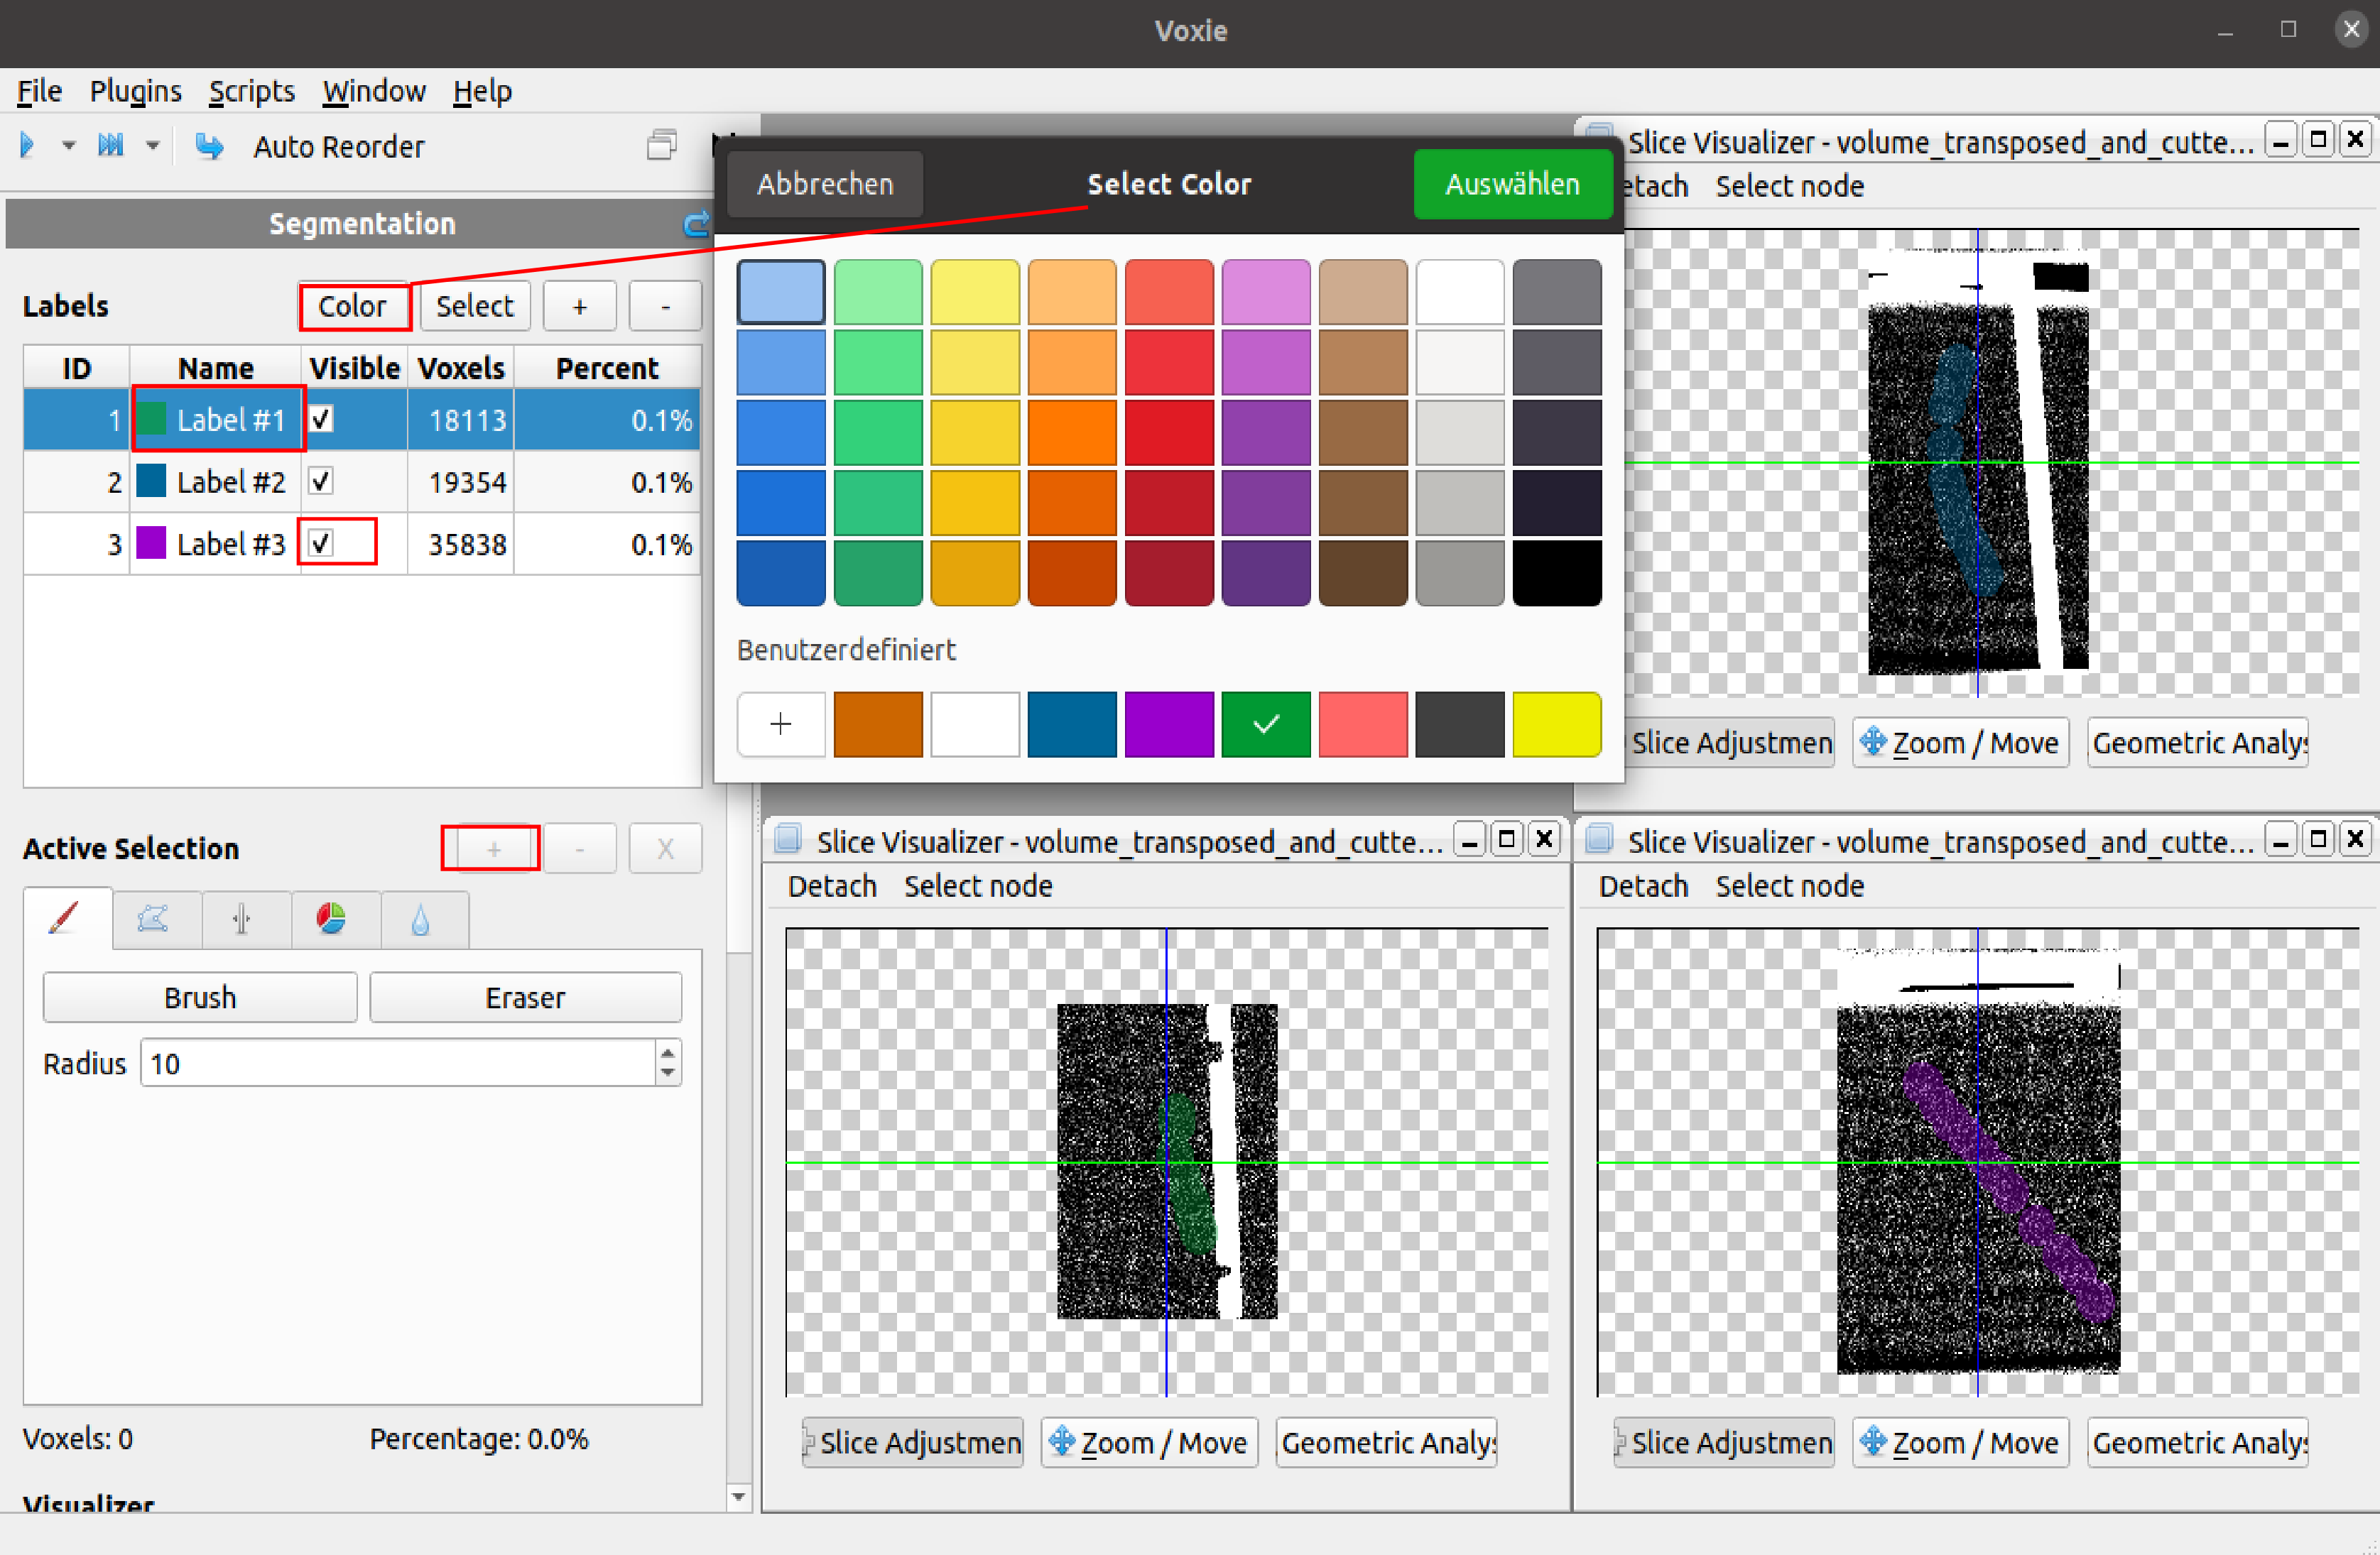 Voxie
File Plugins Scripts Window Help
Auto Reorder
Segmentation
Labels Color Select + -
ID Name Visible Voxels Percent
1 Label #1 18113 0.1%
2 Label #2 19354 0.1%
3 Label #3 35838 0.1%
Active Selection + - X
Brush Eraser
Radius 10
Voxels: 0 Percentage: 0.0%
Visualizer
Abbrechen Select Color Auswählen
Benutzerdefiniert
+
Slice Visualizer - volume_transposed_and_cutte...
etach Select node
Slice Adjustmen Zoom / Move Geometric Analys
Slice Visualizer - volume_transposed_and_cutte...
Detach Select node
Slice Adjustmen Zoom / Move Geometric Analys
Slice Visualizer - volume_transposed_and_cutte...
Detach Select node
Slice Adjustmen Zoom / Move Geometric Analys